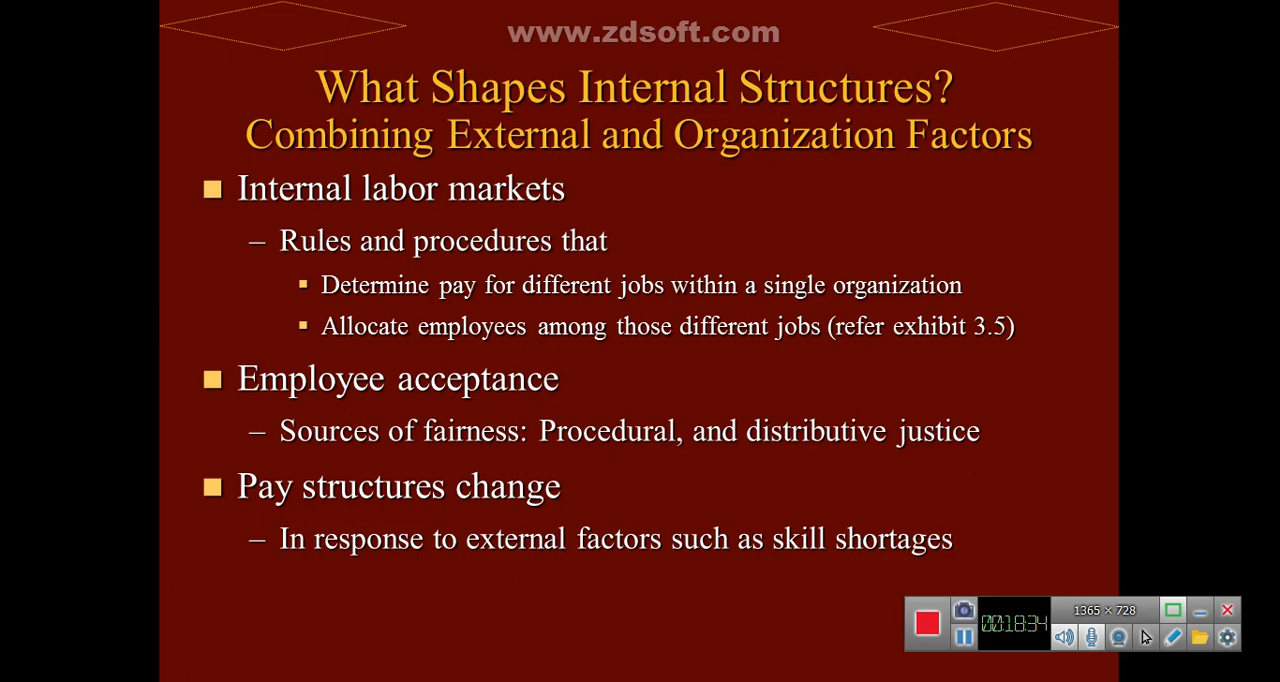 www.zdsoft.com
What Shapes Internal Structures?
Combining External and Organization Factors
Internal labor markets
– Rules and procedures that
Determine pay for different jobs within a single organization
Allocate employees among those different jobs (refer exhibit 3.5)
Employee acceptance
– Sources of fairness: Procedural, and distributive justice
Pay structures change
– In response to external factors such as skill shortages
1365 × 728
00:18:34